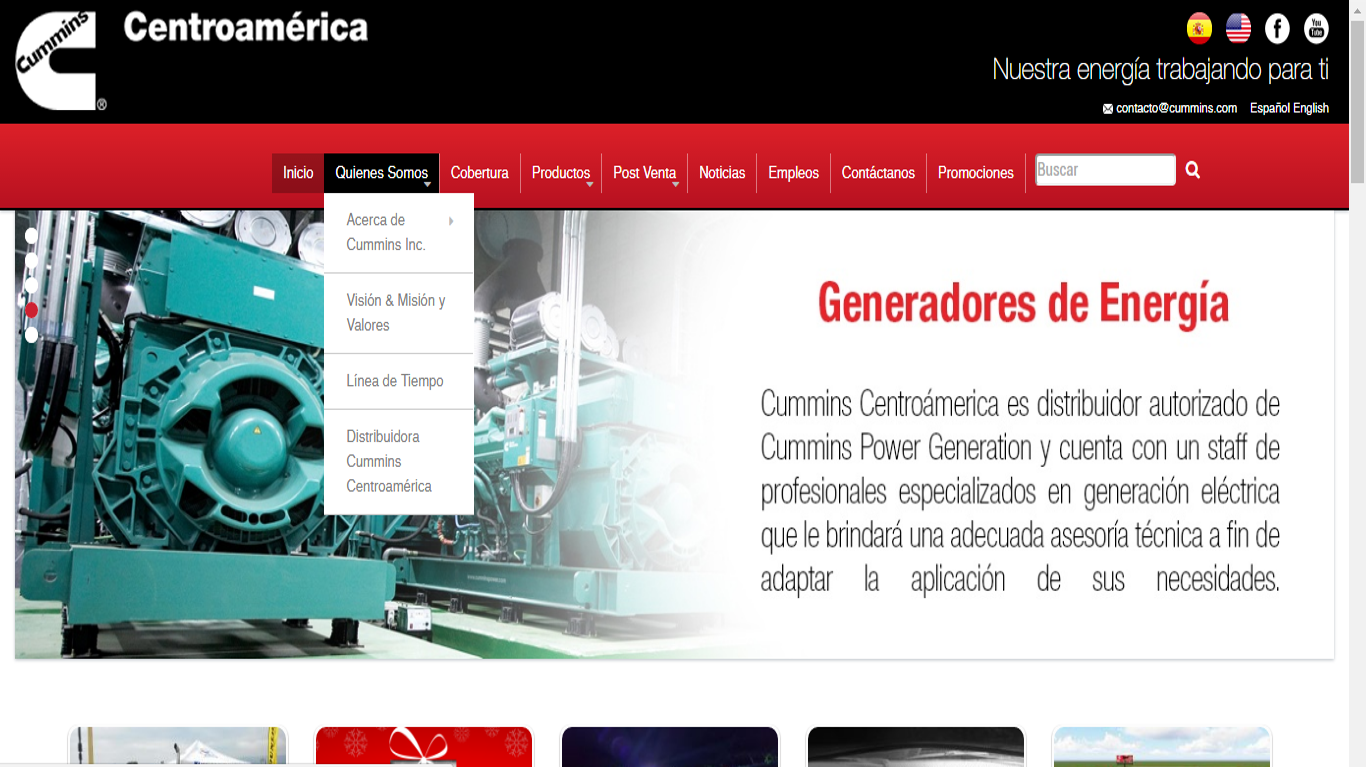 Cummins
®
Centroamérica
You
Tube
Nuestra energía trabajando para ti
contacto@cummins.com Español English
Inicio Quienes Somos Cobertura Productos Post Venta Noticias Empleos Contáctanos Promociones Buscar
Acerca de
Cummins Inc.
Visión & Misión y
Valores
Línea de Tiempo
Distribuidora
Cummins
Centroamérica
Generadores de Energía
Cummins Centroámerica es distribuidor autorizado de
Cummins Power Generation y cuenta con un staff de
profesionales especializados en generación eléctrica
que le brindará una adecuada asesoría técnica a fin de
adaptar la aplicación de sus necesidades.